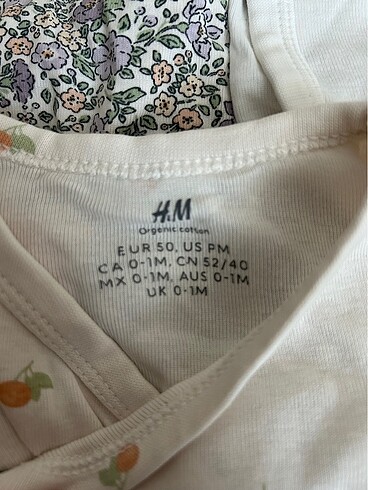 H&M
Organic cotton
EUR 50, US PM
CA 0-1M, CN 52/40
MX 0-1M, AUS 0-1M
UK 0-1M